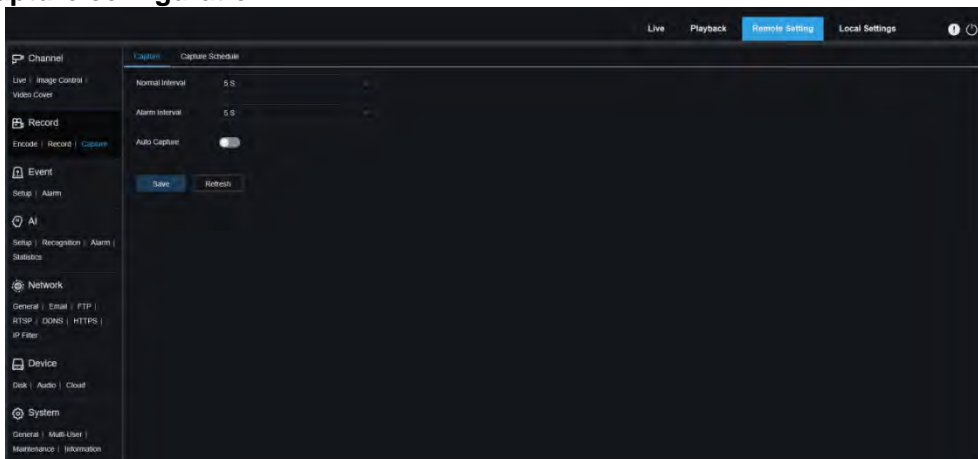 Live Playback Remote Setting Local Settings
Channel
Live | Image Control |
Video Cover
Record
Encode | Record | Capture
Event
Setup | Alarm
AI
Setup | Recognition | Alarm |
Statistics
Network
General | Email | FTP |
RTSP | DDNS | HTTPS |
IP Filter
Device
Disk | Audio | Cloud
System
General | Multi-User |
Maintenance | Information
Capture Capture Schedule
Normal Interval 5 S
Alarm Interval 5 S
Auto Capture
Save Refresh